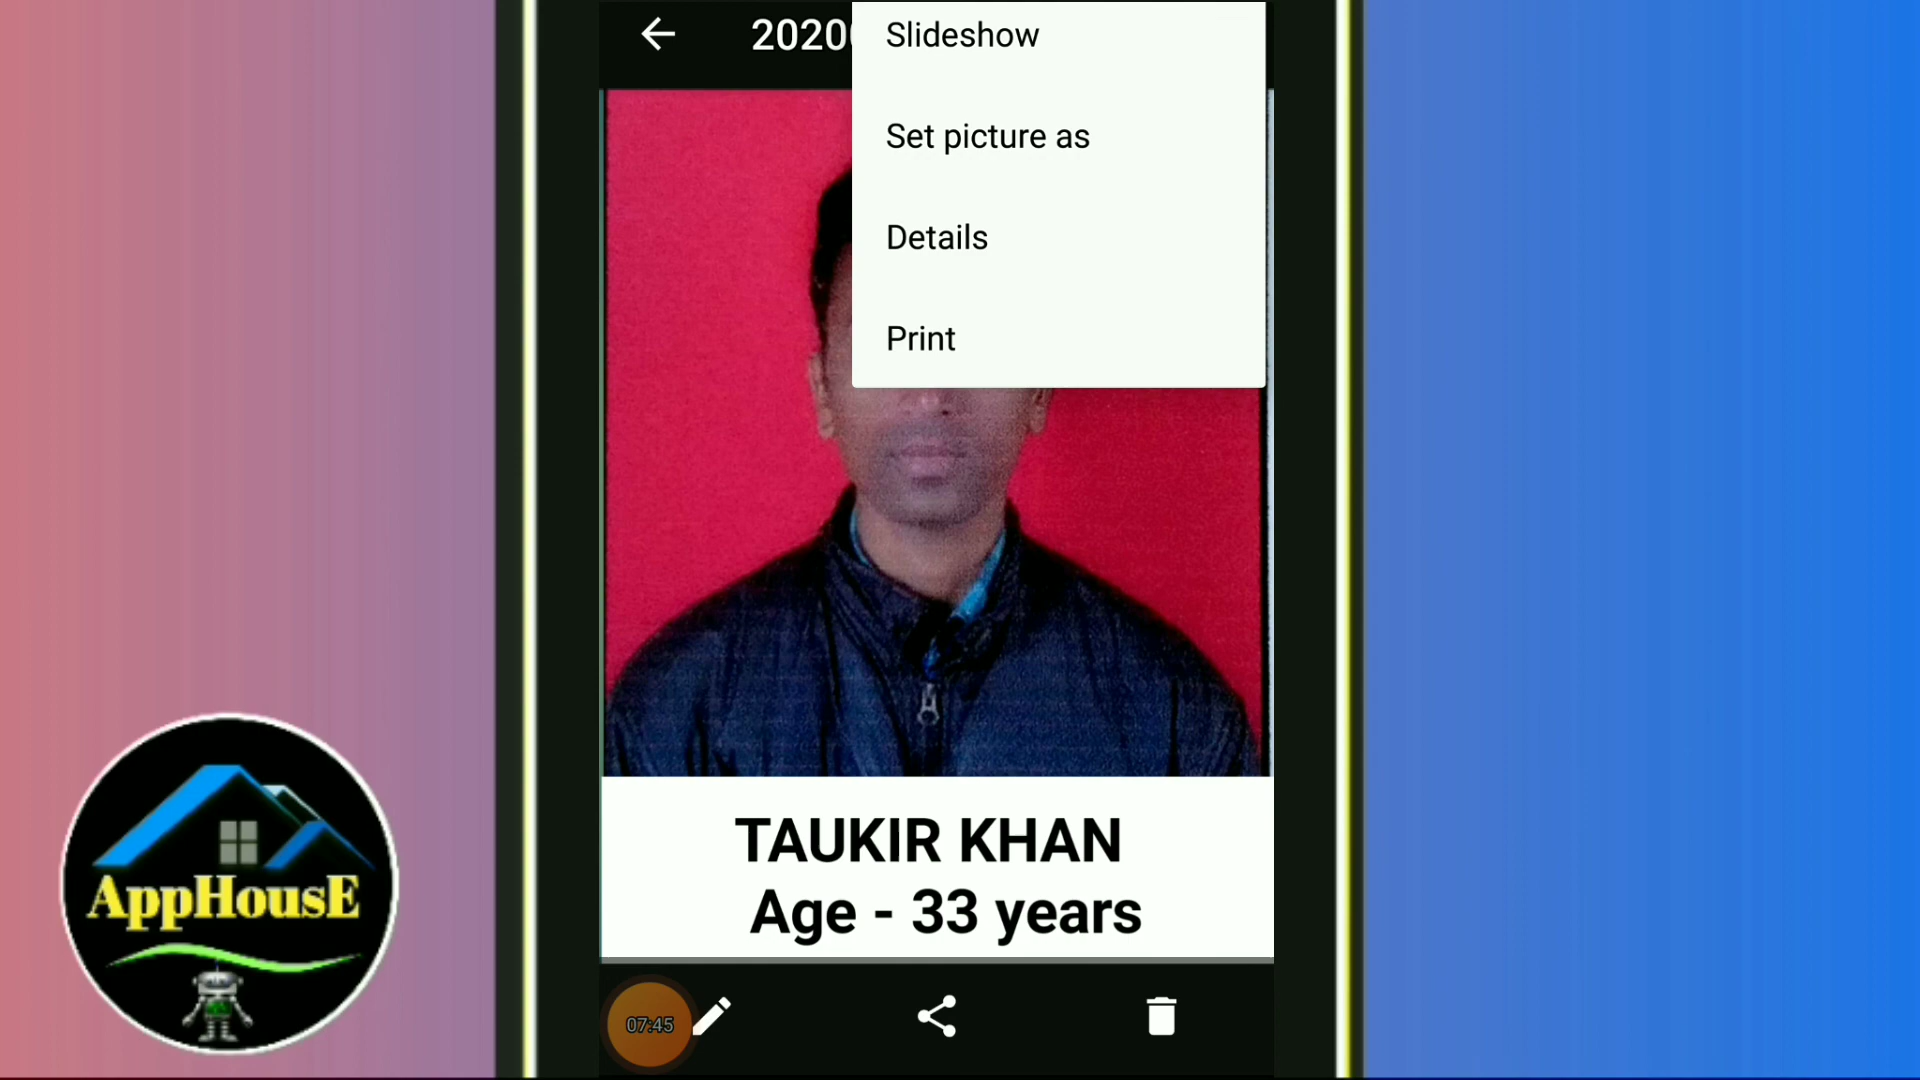 2020
Slideshow
Set picture as
Details
Print
TAUKIR KHAN
Age - 33 years
AppHousE
07:45